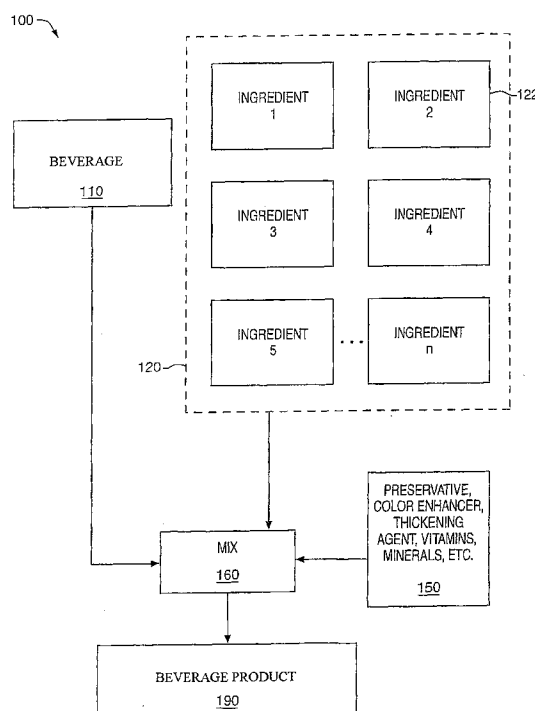 100
INGREDIENT
1
INGREDIENT
2
122
BEVERAGE
110
INGREDIENT
3
INGREDIENT
4
INGREDIENT
5
...
INGREDIENT
n
120
PRESERVATIVE,
COLOR ENHANCER,
THICKENING
AGENT, VITAMINS,
MINERALS, ETC.
150
MIX
160
BEVERAGE PRODUCT
190